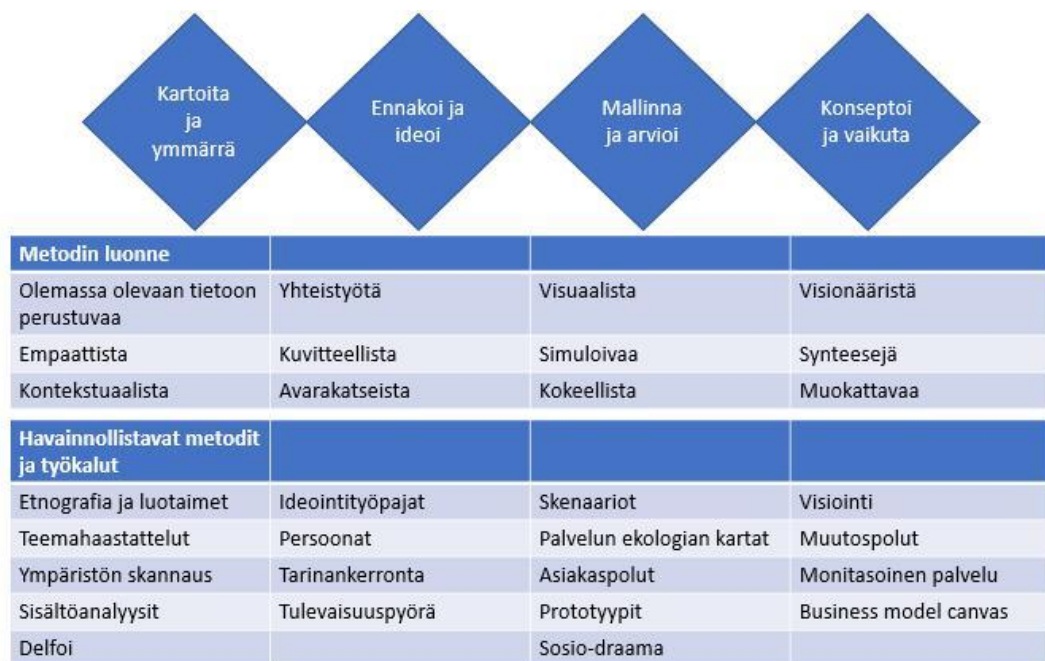 Kartoita
ja
ymmärrä
Ennakoi ja
ideoi
Mallinna
ja arvioi
Konseptoi
ja vaikuta
Metodin luonne
Olemassa olevaan tietoon
perustuvaa
Yhteistyötä
Visuaalista
Visionääristä
Empaattista
Kuvitteellista
Simuloivaa
Synteesejä
Kontekstuaalista
Avarakatseista
Kokeellista
Muokattavaa
Havainnollistavat metodit
ja työkalut
Etnografia ja luotaimet
Ideointityöpajat
Skenaariot
Visiointi
Teemahaastattelut
Persoonat
Palvelun ekologian kartat
Muutospolut
Ympäristön skannaus
Tarinankerronta
Asiakaspolut
Monitasoinen palvelu
Sisältöanalyysit
Tulevaisuuspyörä
Prototyypit
Business model canvas
Delfoi
Sosio-draama